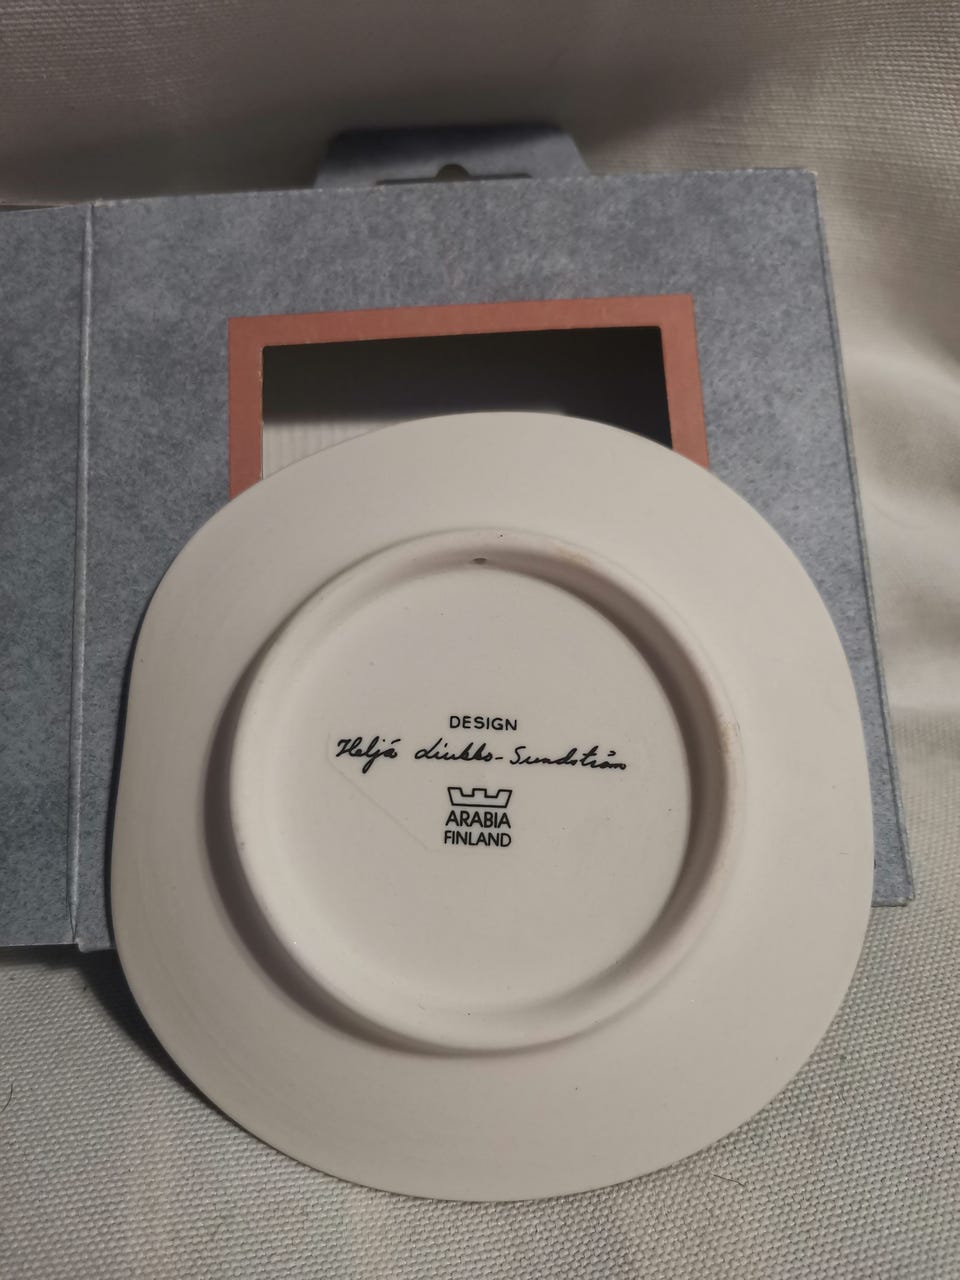 DESIGN
Heljä Liukko-Sundström
ARABIA
FINLAND